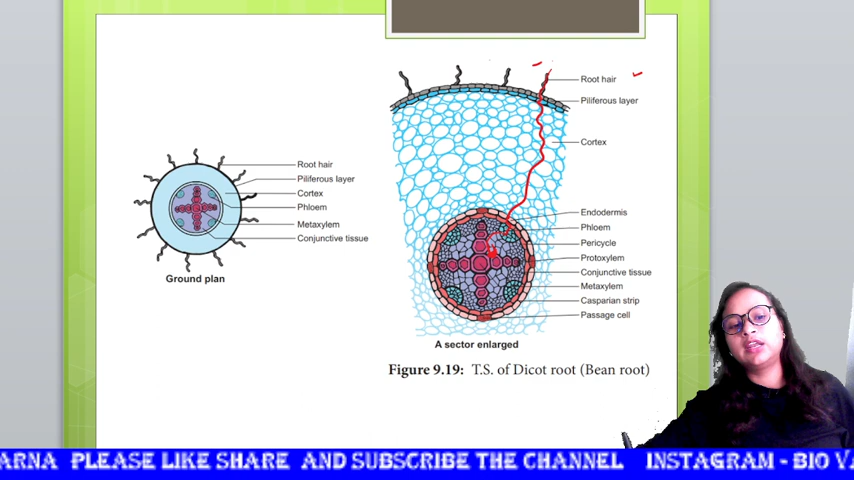 Root hair
Piliferous layer
Cortex
Phloem
Metaxylem
Conjunctive tissue
Ground plan
Root hair
Piliferous layer
Cortex
Endodermis
Phloem
Pericycle
Protoxylem
Conjunctive tissue
Metaxylem
Casparian strip
Passage cell
A sector enlarged
Figure 9.19: T.S. of Dicot root (Bean root)
ARNA PLEASE LIKE SHARE AND SUBSCRIBE THE CHANNEL INSTAGRAM - BIO VA